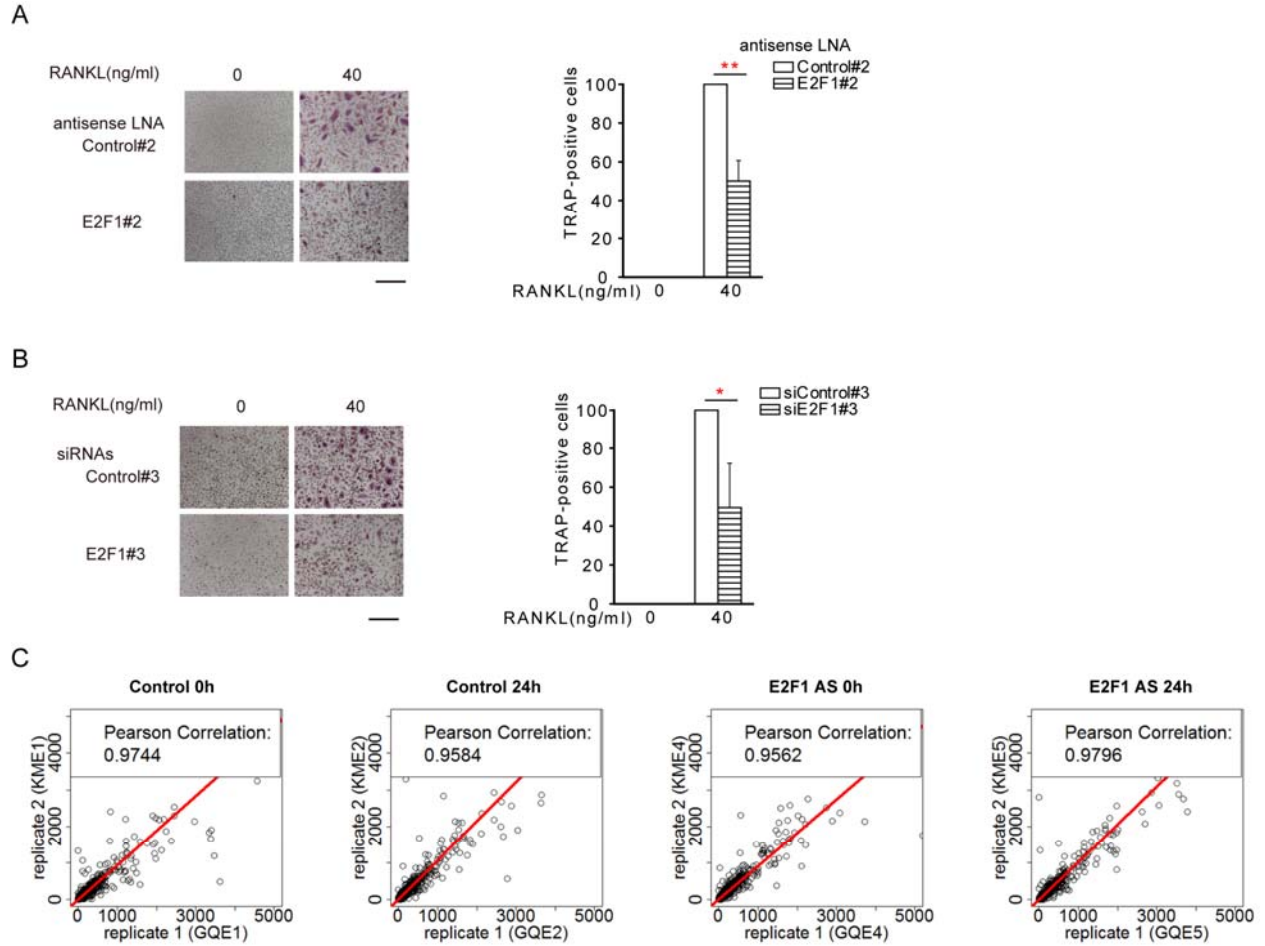 A
RANKL(ng/ml)
0
40
antisense LNA
Control#2
E2F1#2
antisense LNA
**
Control#2
E2F1#2
TRAP-positive cells
100
80
60
40
20
0
RANKL(ng/ml) 0 40
B
RANKL(ng/ml)
0
40
siRNAs
Control#3
E2F1#3
*
siControl#3
siE2F1#3
TRAP-positive cells
100
80
60
40
20
0
RANKL(ng/ml) 0 40
C
Control 0h
Pearson Correlation:
0.9744
replicate 2 (KME1)
0 2000 4000
0 1000 3000 5000
replicate 1 (GQE1)
Control 24h
Pearson Correlation:
0.9584
replicate 2 (KME2)
0 2000 4000
0 1000 3000 5000
replicate 1 (GQE2)
E2F1 AS 0h
Pearson Correlation:
0.9562
replicate 2 (KME4)
0 2000 4000
0 1000 3000 5000
replicate 1 (GQE4)
E2F1 AS 24h
Pearson Correlation:
0.9796
replicate 2 (KME5)
0 2000 4000
0 1000 3000 5000
replicate 1 (GQE5)